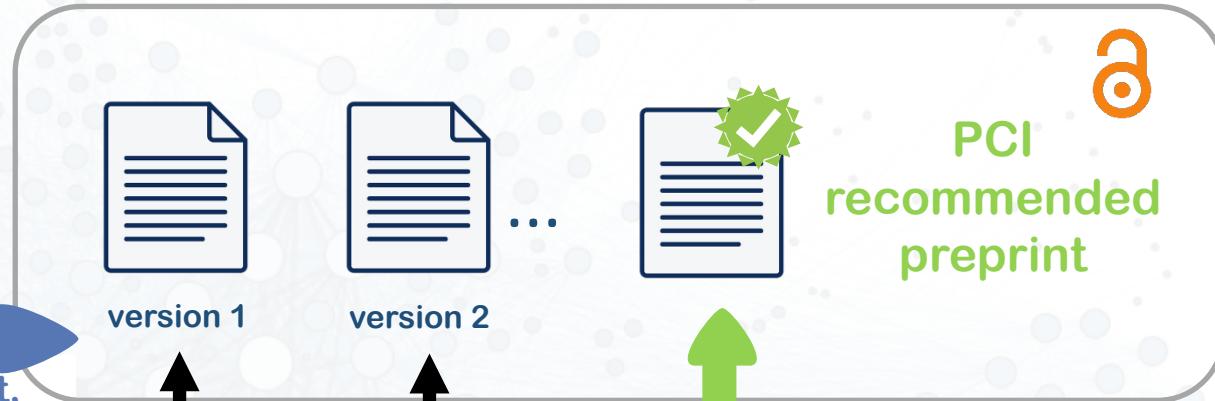 PCI
recommended
preprint
...
version 1
version 2
t.